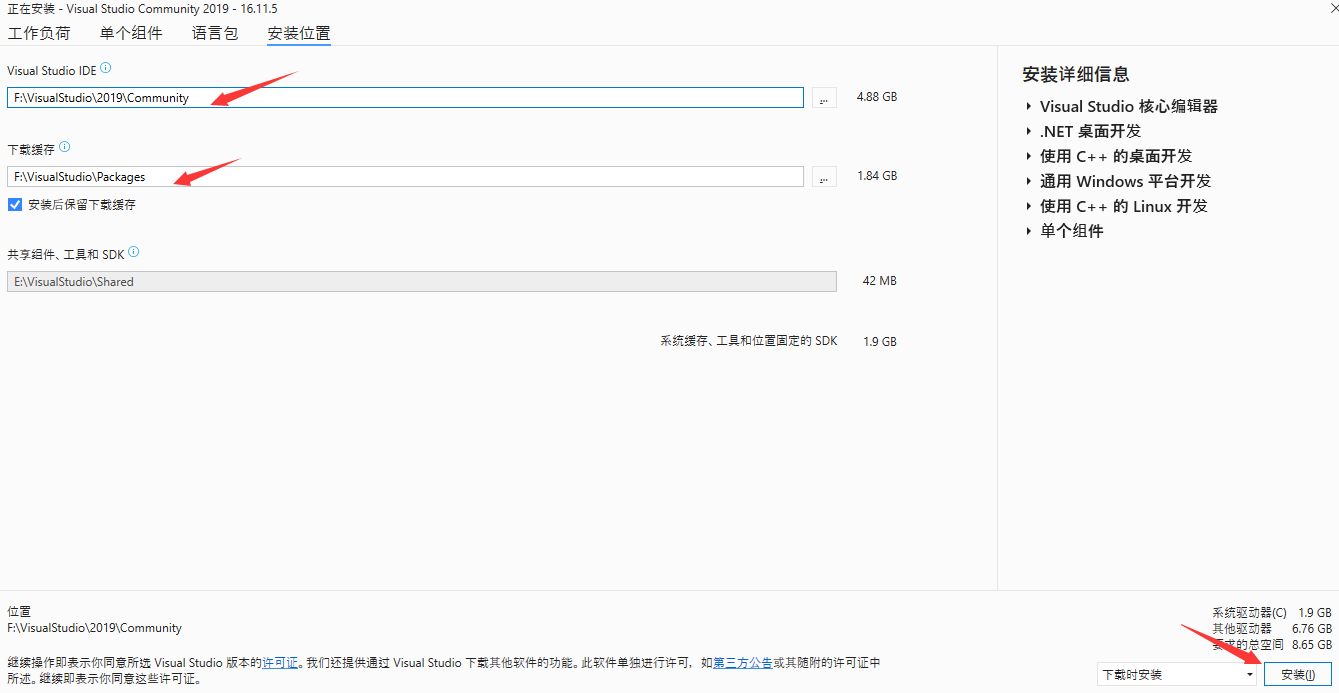 正在安装 - Visual Studio Community 2019 - 16.11.5
工作负荷 单个组件 语言包 安装位置
Visual Studio IDE
F:\VisualStudio\2019\Community ... 4.88 GB
下载缓存
F:\VisualStudio\Packages ... 1.84 GB
安装后保留下载缓存
共享组件、工具和 SDK
E:\VisualStudio\Shared 42 MB
系统缓存、工具和位置固定的 SDK 1.9 GB
安装详细信息
Visual Studio 核心编辑器
.NET 桌面开发
使用 C++ 的桌面开发
通用 Windows 平台开发
使用 C++ 的 Linux 开发
单个组件
位置
F:\VisualStudio\2019\Community
继续操作即表示你同意所选 Visual Studio 版本的许可证。我们还提供通过 Visual Studio 下载其他软件的功能。此软件单独进行许可，如第三方公告或其随附的许可证中
所述。继续即表示你同意这些许可证。
系统驱动器(C) 1.9 GB
其他驱动器 6.76 GB
要求的总空间 8.65 GB
下载时安装 安装(I)